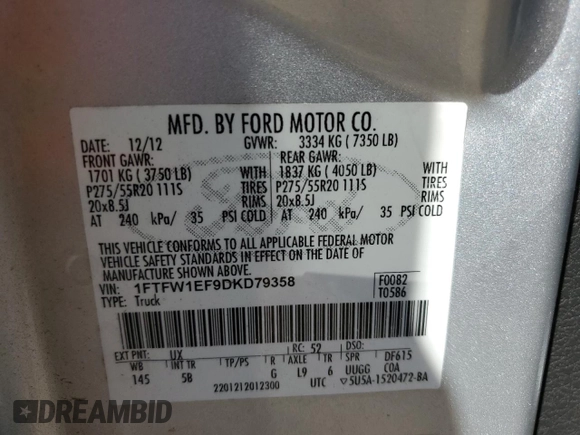 MFD. BY FORD MOTOR CO.
DATE: 12/12 GVWR: 3334 KG ( 7350 LB)
FRONT GAWR: REAR GAWR:
1701 KG ( 3750 LB) WITH 1837 KG ( 4050 LB) WITH
P275/55R20 111S TIRES P275/55R20 111S TIRES
20x8.5J RIMS 20x8.5J RIMS
AT 240 kPa/ 35 PSI COLD AT 240 kPa/ 35 PSI COLD
THIS VEHICLE CONFORMS TO ALL APPLICABLE FEDERAL MOTOR
VEHICLE SAFETY STANDARDS IN EFFECT ON THE DATE OF
MANUFACTURE SHOWN ABOVE.
VIN: 1FTFW1EF9DKD79358 F0082
TYPE: Truck T0586
EXT PNT: UX RC: 52 DSO:
WB INT TR TP/PS R AXLE TR SPR DF615
145 5B G L9 6 UUGG COA
2201212012300 UTC 5U5A-1520472-BA
DREAMBID